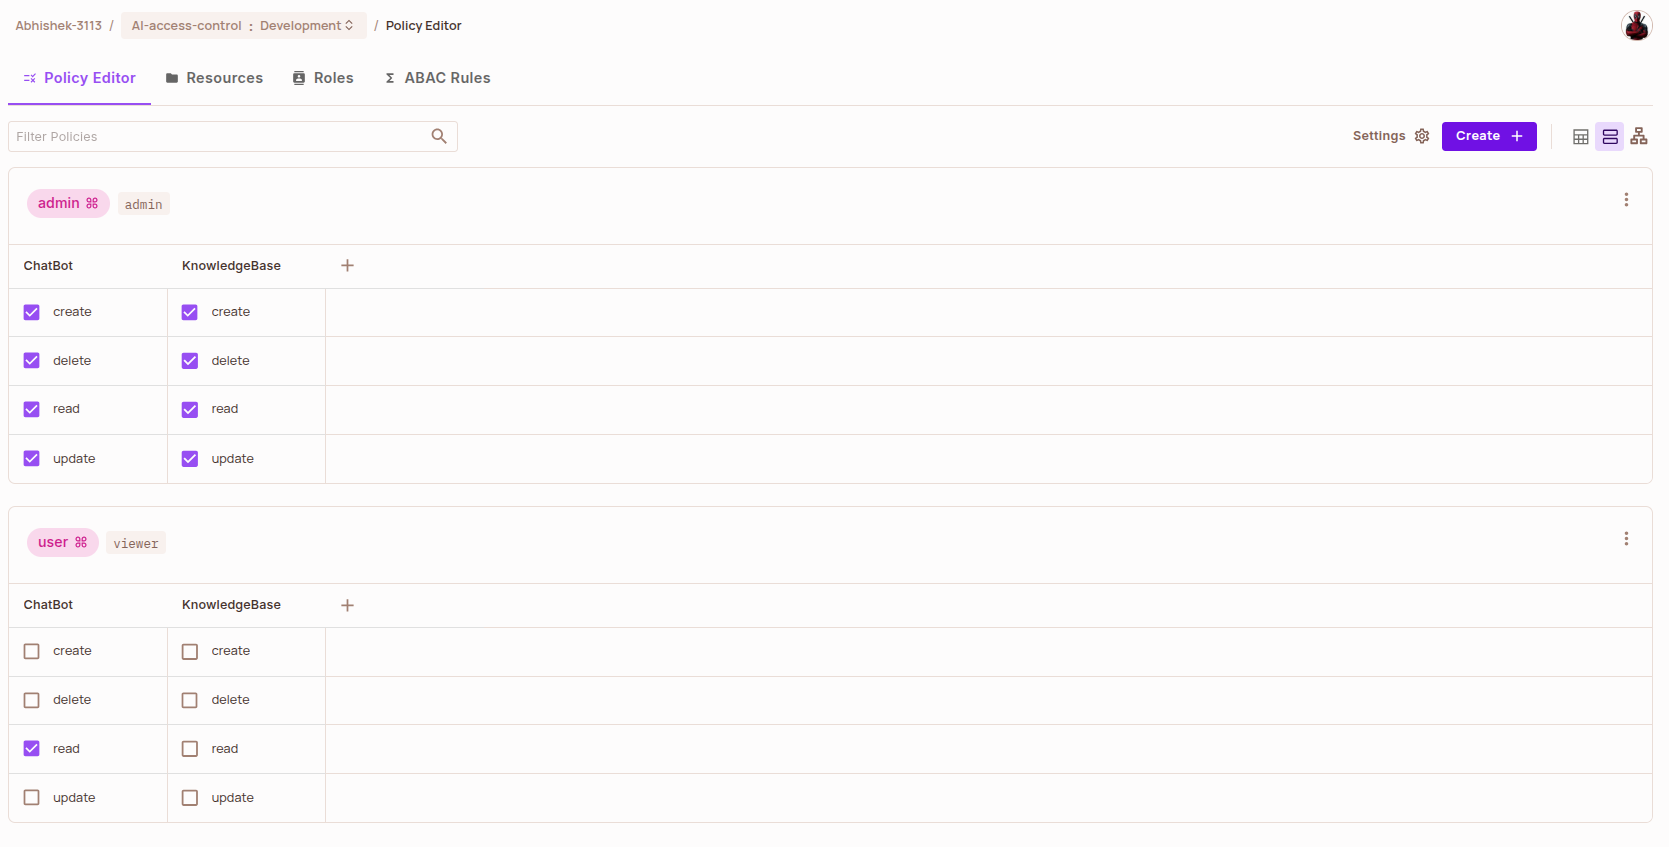 Abhishek-3113 / AI-access-control : Development / Policy Editor
Policy Editor Resources Roles ABAC Rules
Filter Policies Settings Create +
admin ⌘ admin
ChatBot KnowledgeBase +
create create
delete delete
read read
update update
user ⌘ viewer
ChatBot KnowledgeBase +
create create
delete delete
read read
update update